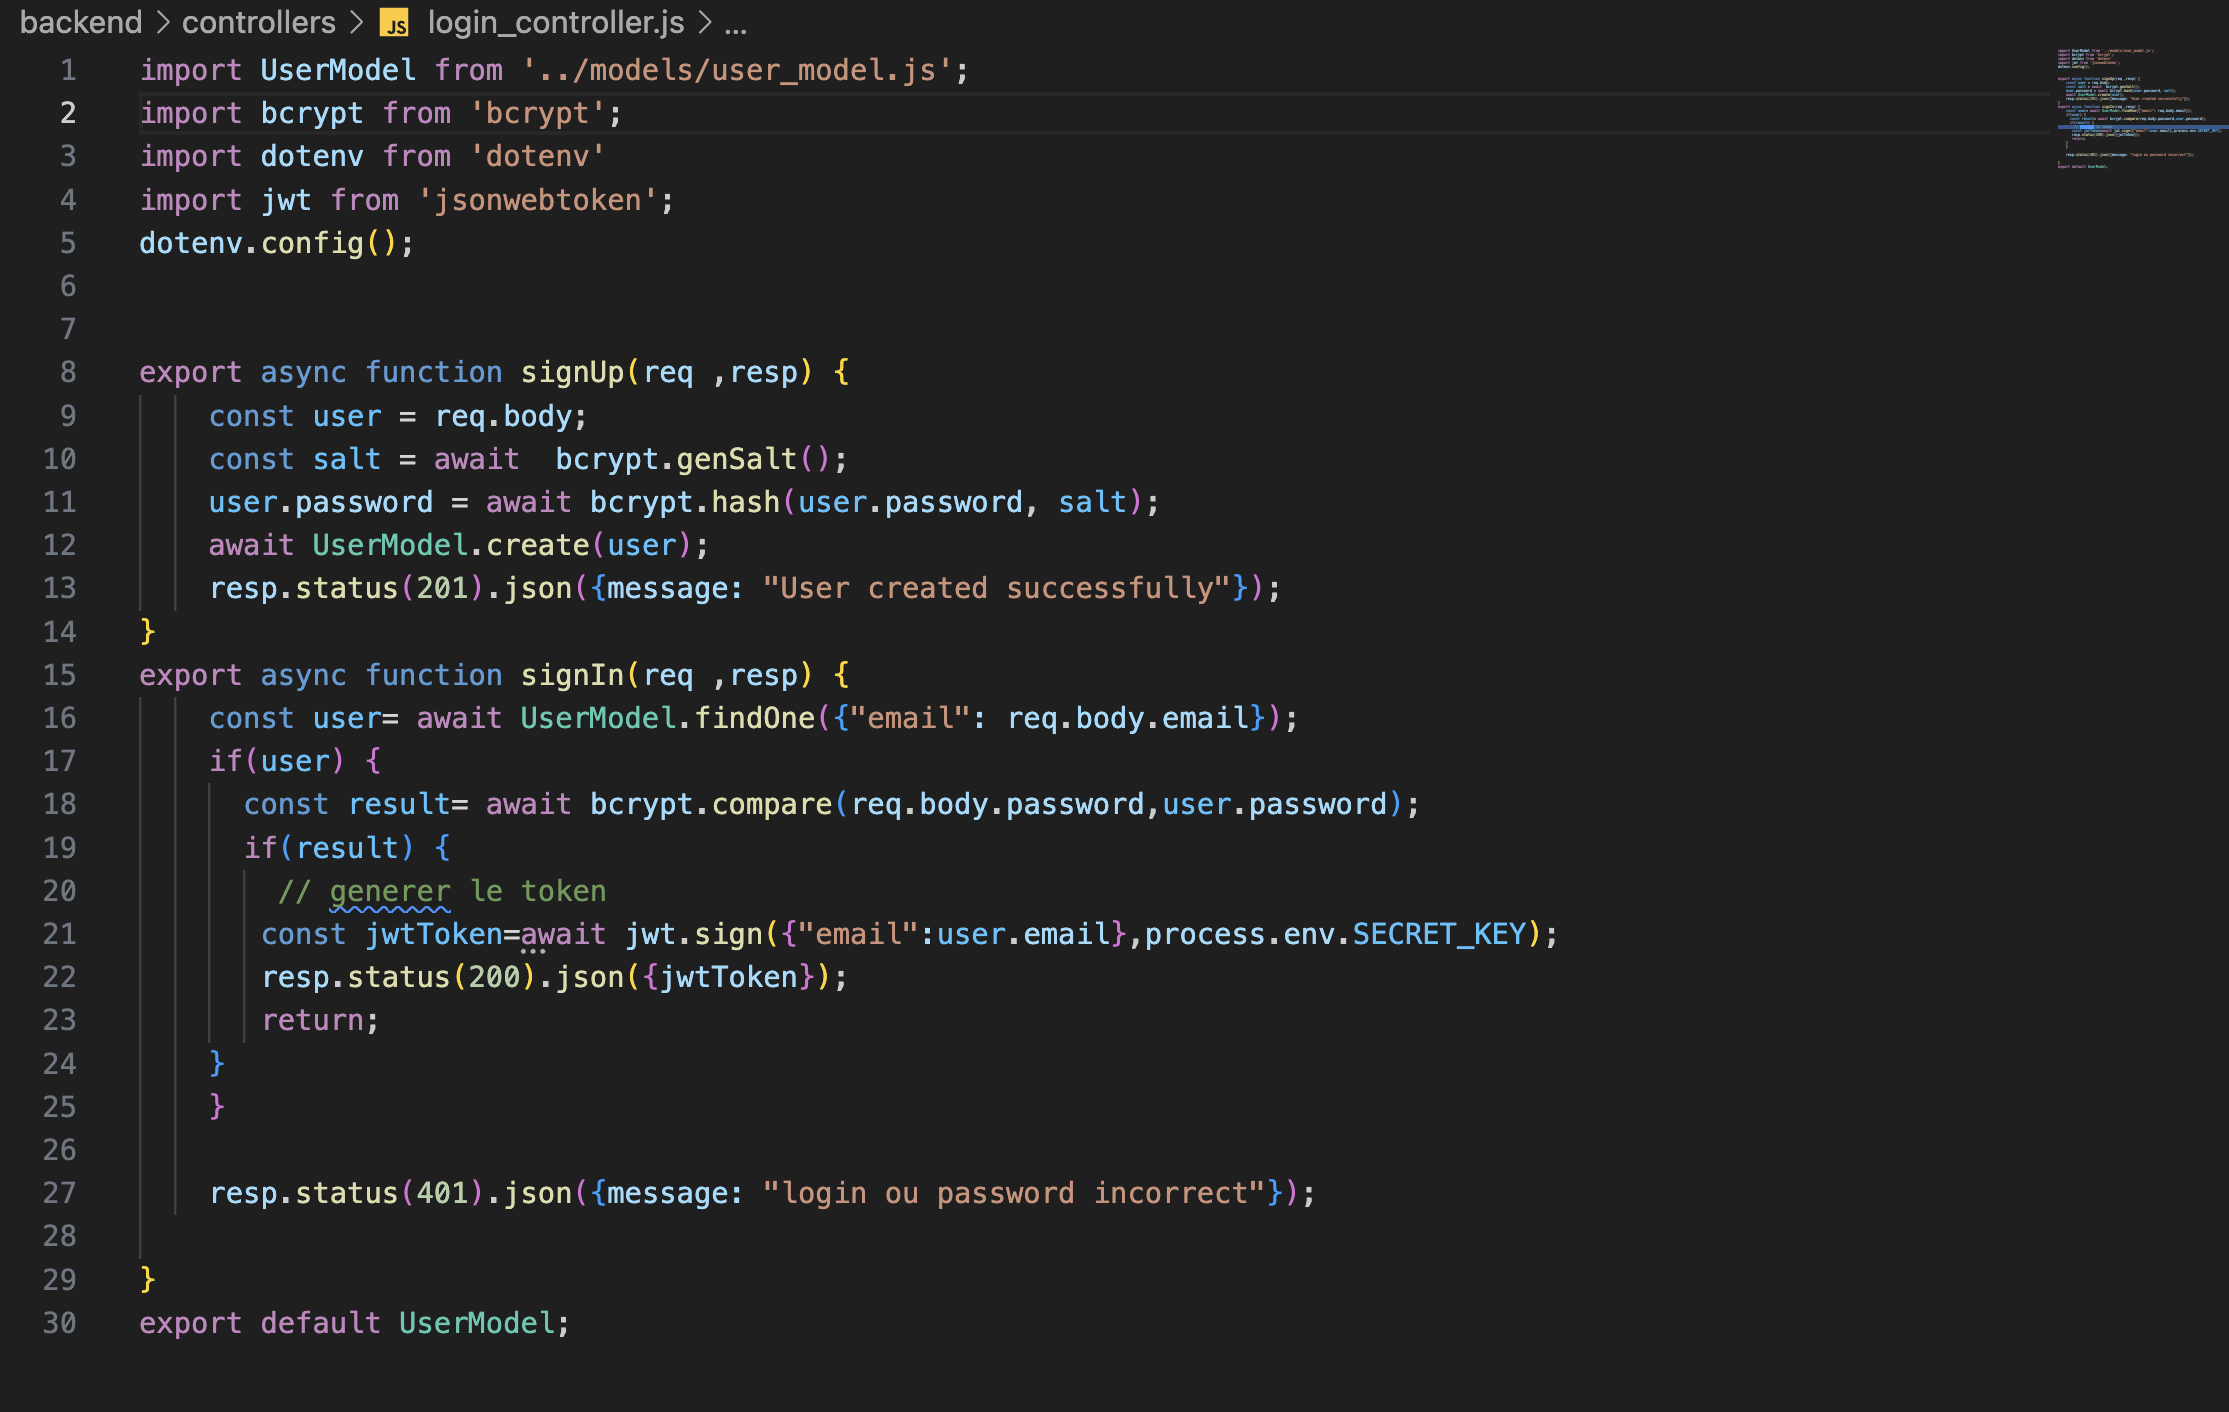 backend > controllers > JS login_controller.js > ...
1 import UserModel from '../models/user_model.js';
2 import bcrypt from 'bcrypt';
3 import dotenv from 'dotenv'
4 import jwt from 'jsonwebtoken';
5 dotenv.config();
6
7
8 export async function signUp(req ,resp) {
9 const user = req.body;
10 const salt = await  bcrypt.genSalt();
11 user.password = await bcrypt.hash(user.password, salt);
12 await UserModel.create(user);
13 resp.status(201).json({message: "User created successfully"});
14 }
15 export async function signIn(req ,resp) {
16 const user= await UserModel.findOne({"email": req.body.email});
17 if(user) {
18 const result= await bcrypt.compare(req.body.password,user.password);
19 if(result) {
20 // generer le token
21 const jwtToken=await jwt.sign({"email":user.email},process.env.SECRET_KEY);
22 resp.status(200).json({jwtToken});
23 return;
24 }
25 }
26
27 resp.status(401).json({message: "login ou password incorrect"});
28
29 }
30 export default UserModel;